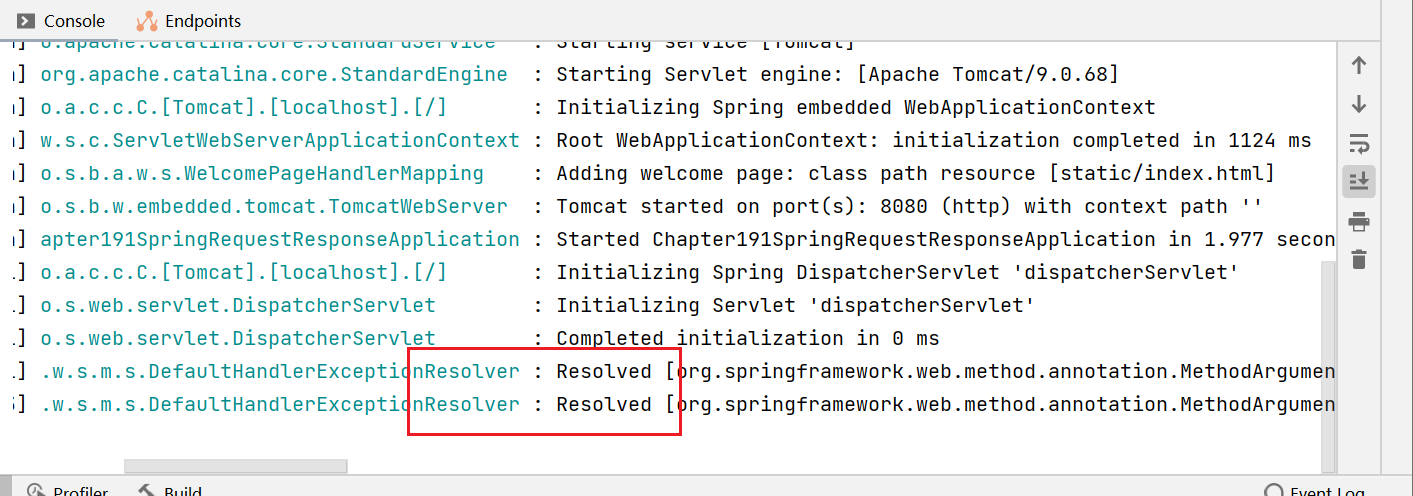 Console Endpoints
] o.apache.catalina.core.StandardService : Starting service [Tomcat]
] org.apache.catalina.core.StandardEngine : Starting Servlet engine: [Apache Tomcat/9.0.68]
] o.a.c.c.C.[Tomcat].[localhost].[/] : Initializing Spring embedded WebApplicationContext
] w.s.c.ServletWebServerApplicationContext : Root WebApplicationContext: initialization completed in 1124 ms
] o.s.b.a.w.s.WelcomePageHandlerMapping : Adding welcome page: class path resource [static/index.html]
] o.s.b.w.embedded.tomcat.TomcatWebServer : Tomcat started on port(s): 8080 (http) with context path ''
] apter191SpringRequestResponseApplication : Started Chapter191SpringRequestResponseApplication in 1.977 secon
] o.a.c.c.C.[Tomcat].[localhost].[/] : Initializing Spring DispatcherServlet 'dispatcherServlet'
] o.s.web.servlet.DispatcherServlet : Initializing Servlet 'dispatcherServlet'
] o.s.web.servlet.DispatcherServlet : Completed initialization in 0 ms
] .w.s.m.s.DefaultHandlerExceptionResolver : Resolved [org.springframework.web.method.annotation.MethodArgumen
] .w.s.m.s.DefaultHandlerExceptionResolver : Resolved [org.springframework.web.method.annotation.MethodArgumen
Profiler Build Event Log